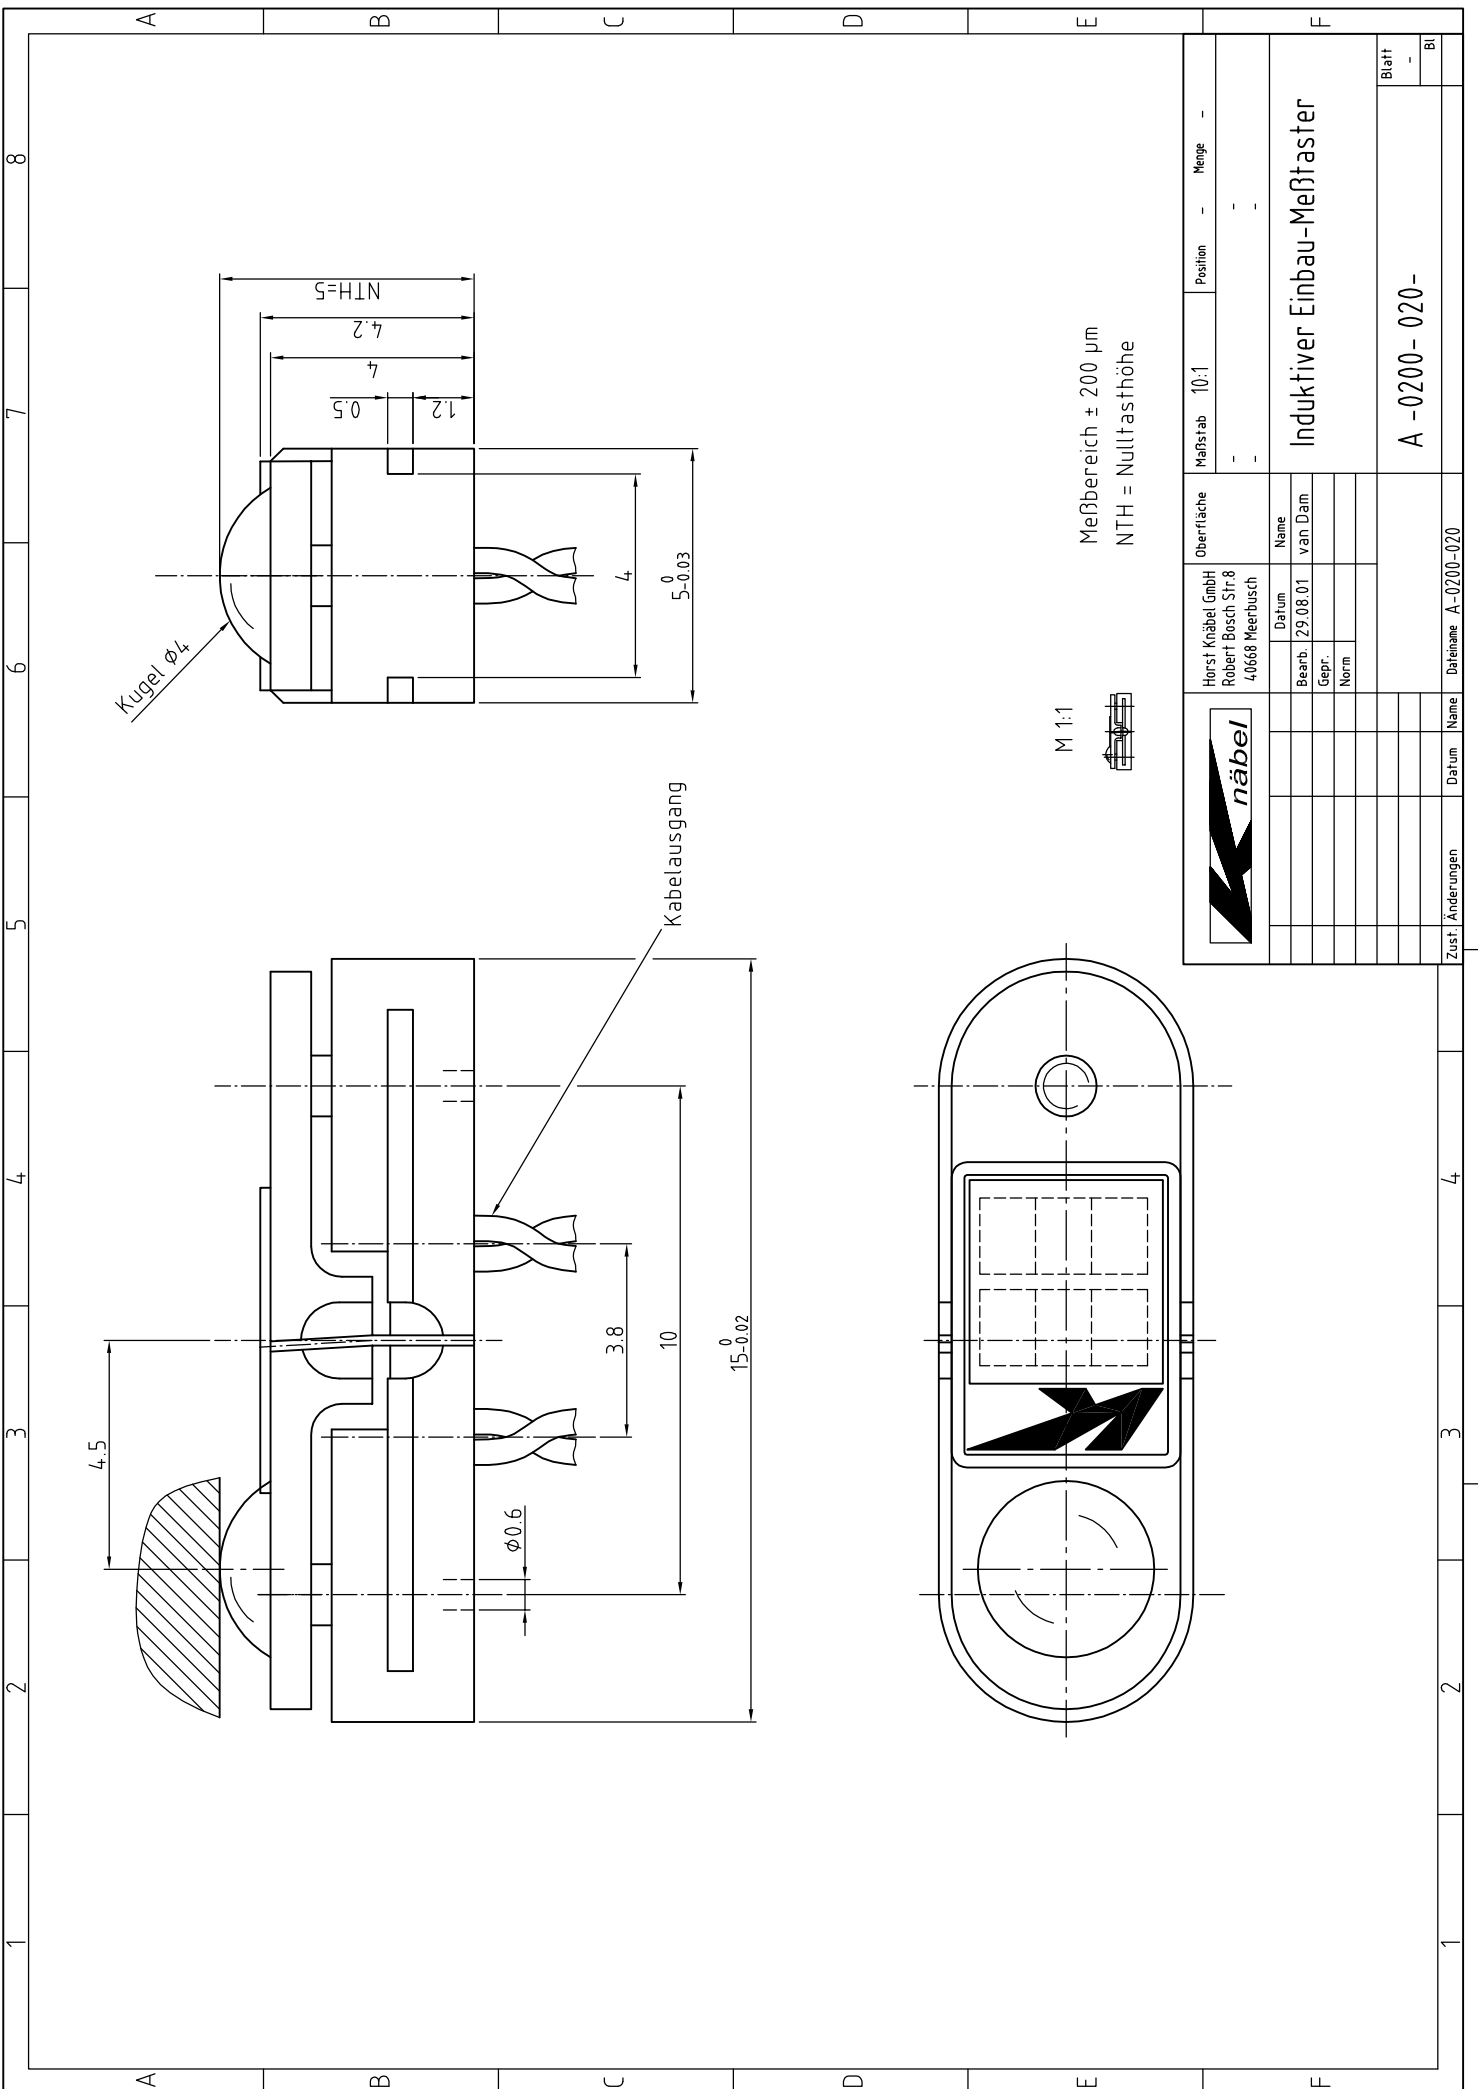 1
2
3
4
5
6
7
8
A
B
C
D
E
F
A
B
C
D
E
F
1
2
3
4
4.5
Φ0.6
3.8
10
15 0 -0.02
Kabelausgang
Kugel Φ4
NTH=5
4.2
4
0.5
1.2
4
5 0 -0.03
M 1:1
Meßbereich ± 200 µm
NTH = Nulltasthöhe
näbel
Horst Knäbel GmbH
Robert Bosch Str.8
40668 Meerbusch
Oberfläche
Maßstab 10:1
Position -
Menge -
- -
- -
Datum Name
Bearb. 29.08.01 van Dam
Gepr.
Norm
Induktiver Einbau-Meßtaster
A -0200- 020-
Blatt
-
Bl
Zust. Änderungen Datum Name Dateiname A-0200-020